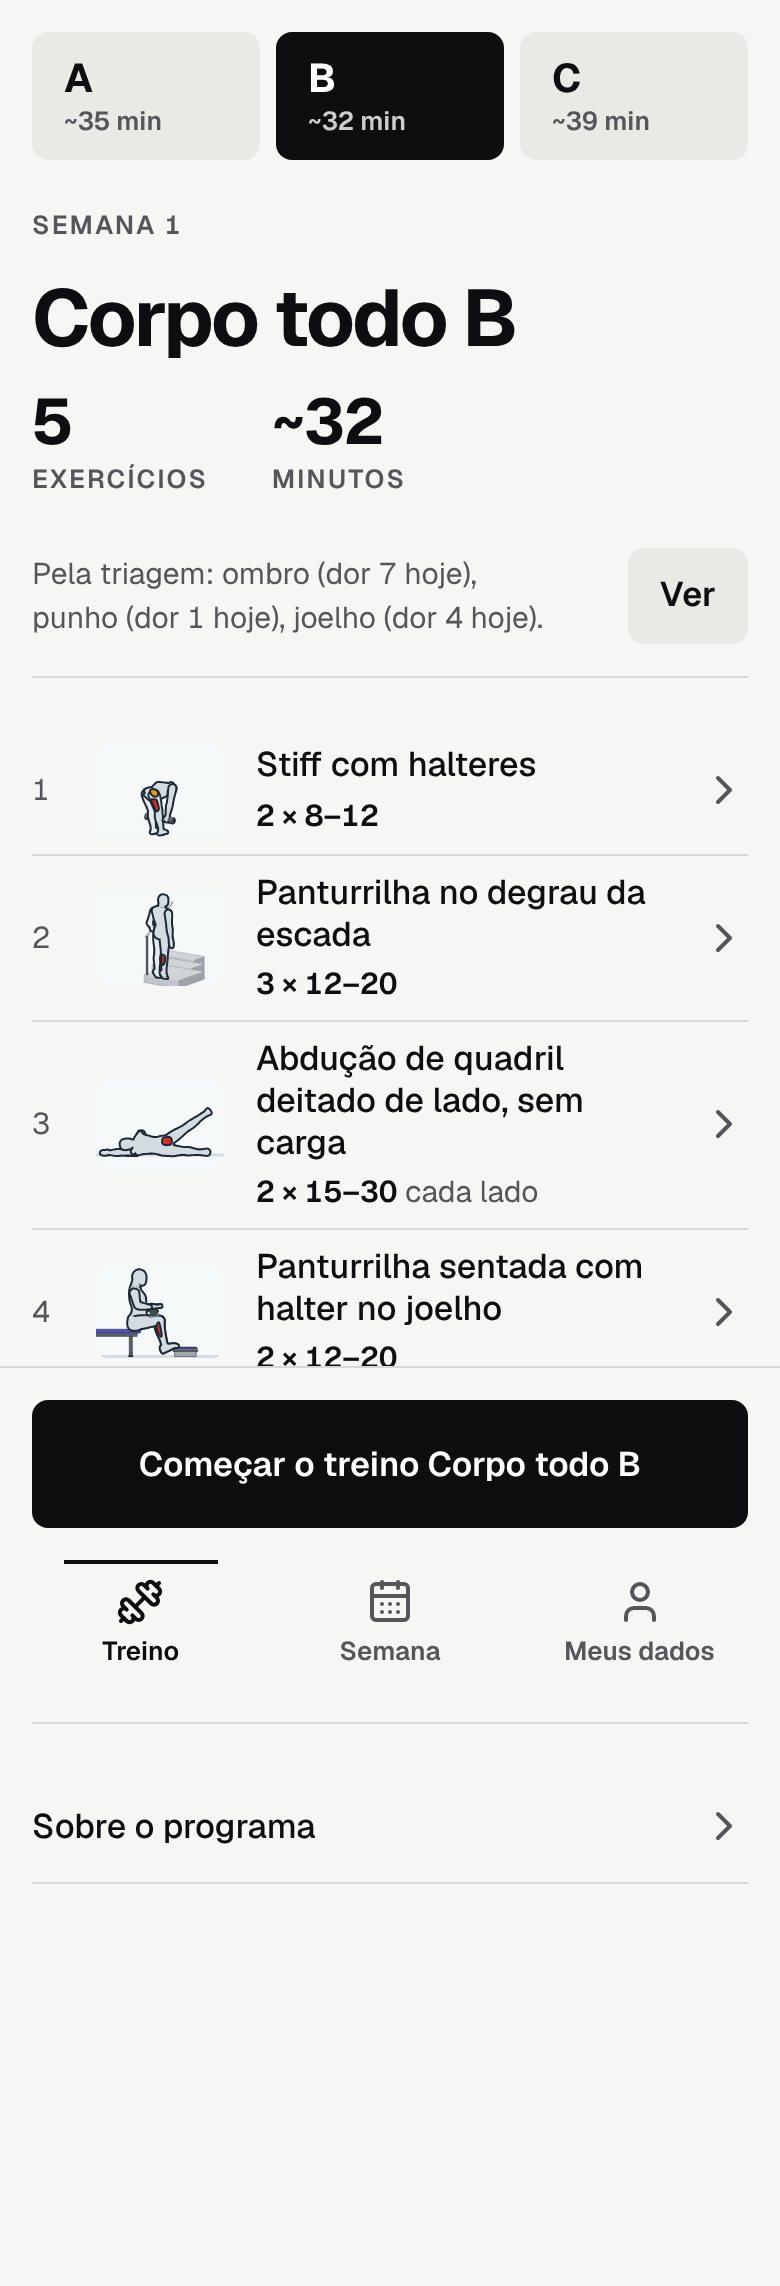 A
~35 min
B
~32 min
C
~39 min
SEMANA 1
Corpo todo B
5
EXERCÍCIOS
~32
MINUTOS
Pela triagem: ombro (dor 7 hoje),
punho (dor 1 hoje), joelho (dor 4 hoje).
Ver
1
Stiff com halteres
2 × 8–12
2
Panturrilha no degrau da
escada
3 × 12–20
3
Abdução de quadril
deitado de lado, sem
carga
2 × 15–30 cada lado
4
Panturrilha sentada com
halter no joelho
2 × 12–20
Começar o treino Corpo todo B
Treino
Semana
Meus dados
Sobre o programa